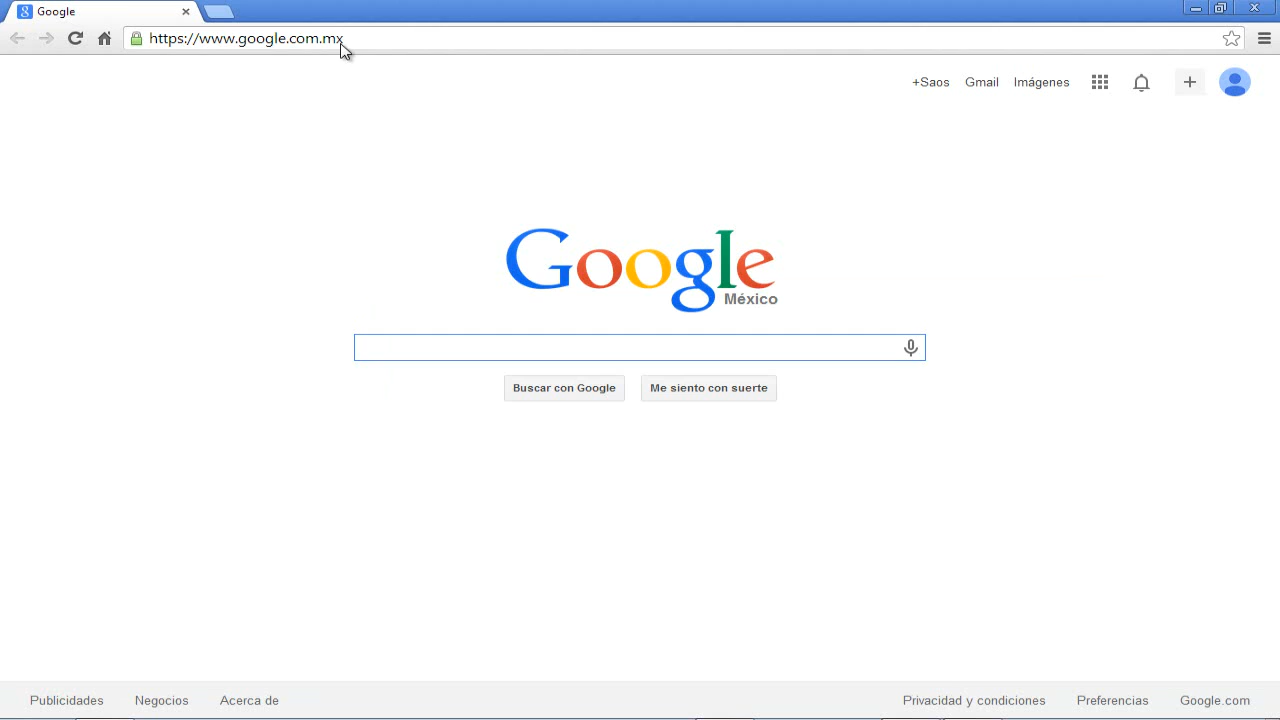 Google
https://www.google.com.mx
+Saos Gmail Imágenes
Google
México
Buscar con Google Me siento con suerte
Publicidades Negocios Acerca de Privacidad y condiciones Preferencias Google.com